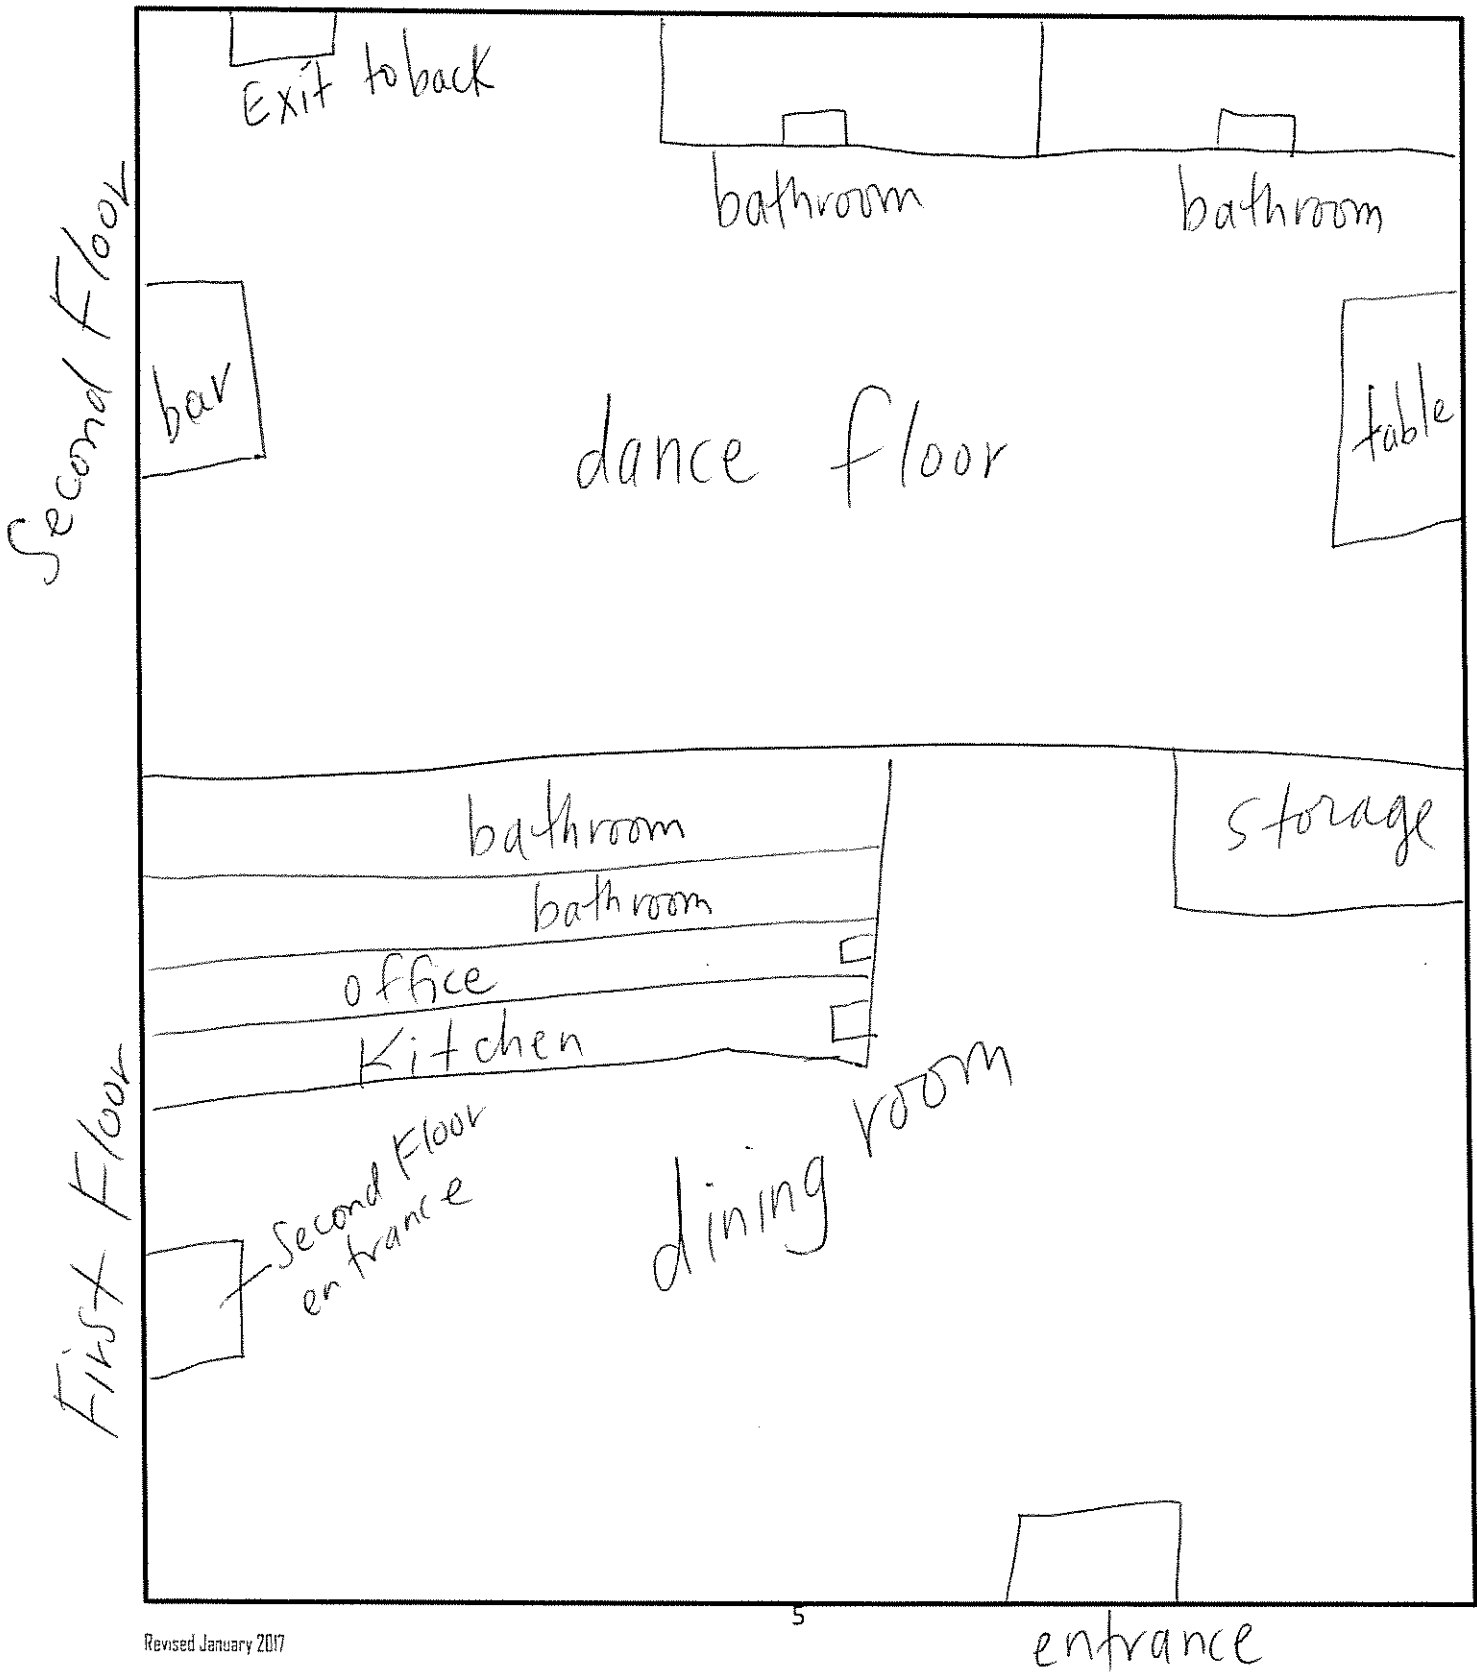 Exit to back
bathroom
bathroom
Second Floor
bar
dance floor
table
bathroom
storage
bathroom
office
Kitchen
First Floor
Second Floor
entrance
dining room
5
Revised January 2017
entrance